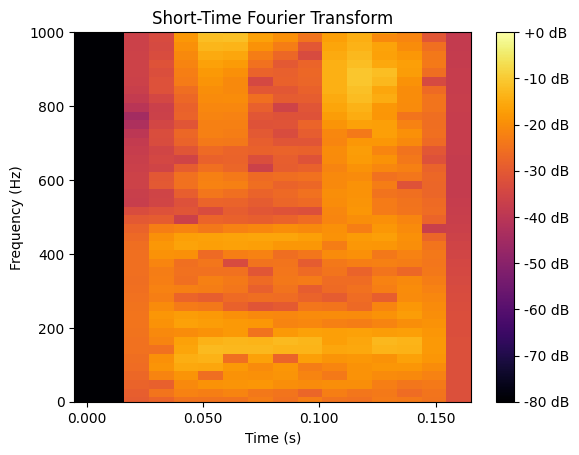 Short-Time Fourier Transform
Frequency (Hz)
1000
800
600
400
200
0
0.000
0.050
0.100
0.150
Time (s)
+0 dB
-10 dB
-20 dB
-30 dB
-40 dB
-50 dB
-60 dB
-70 dB
-80 dB